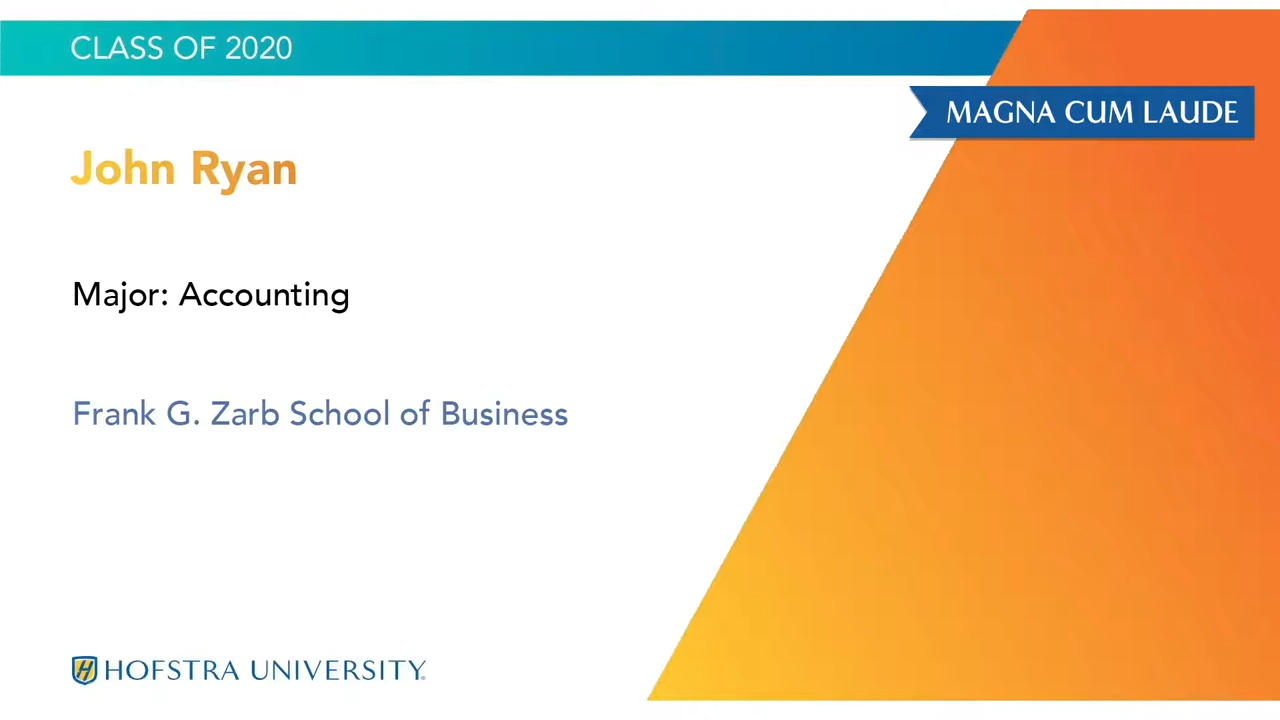 CLASS OF 2020
MAGNA CUM LAUDE
John Ryan
Major: Accounting
Frank G. Zarb School of Business
HOFSTRA UNIVERSITY®